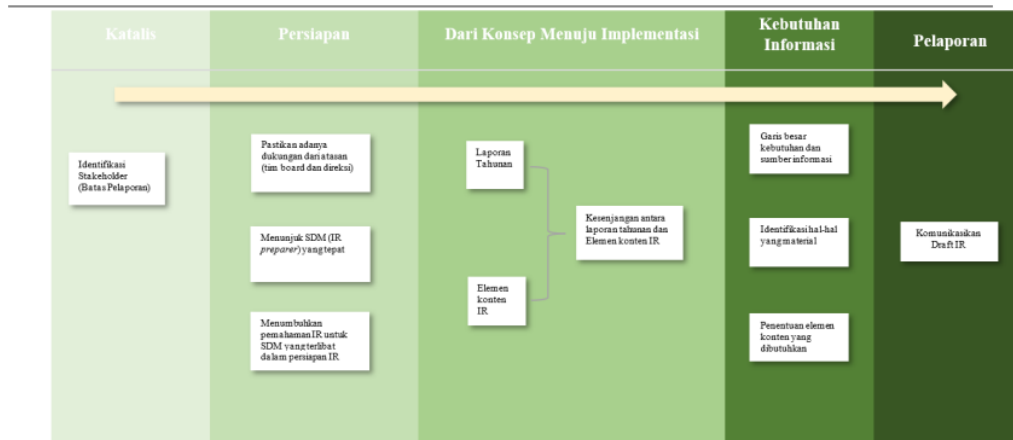 Katalis
Persiapan
Dari Konsep Menuju Implementasi
Kebutuhan
Informasi
Pelaporan
Identifikasi
Stakeholder
(Batas Pelaporan)
Pastikan adanya
dukungan dari atasan
(tim board dan direksi)
Menunjuk SDM (IR
preparer) yang tepat
Menumbuhkan
pemahaman IR untuk
SDM yang terlibat
dalam persiapan IR
Laporan
Tahunan
Elemen
konten
IR
Kesenjangan antara
laporan tahunan dan
Elemen konten IR
Garis besar
kebutuhan dan
sumber informasi
Identifikasi hal-hal
yang material
Penentuan elemen
konten yang
dibutuhkan
Komunikasikan
Draft IR